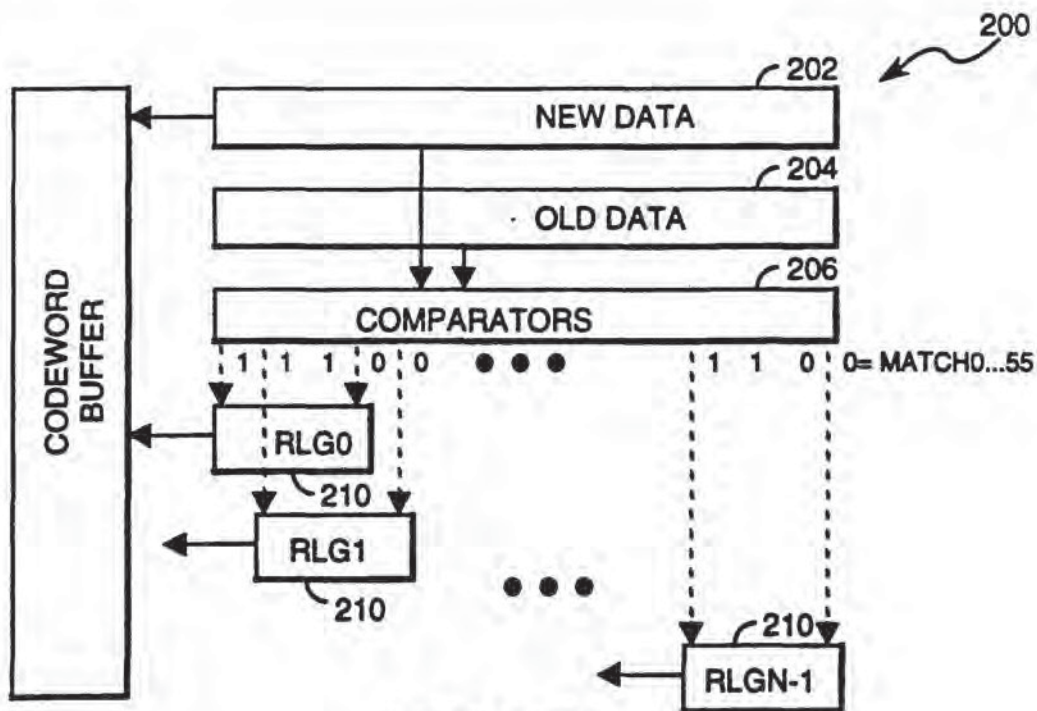 200
202
NEW DATA
204
OLD DATA
206
COMPARATORS
1 1 1 0 0 ● ● ● 1 1 0 0= MATCH0...55
CODEWORD
BUFFER
RLG0
210
RLG1
210
● ● ●
210
RLGN-1